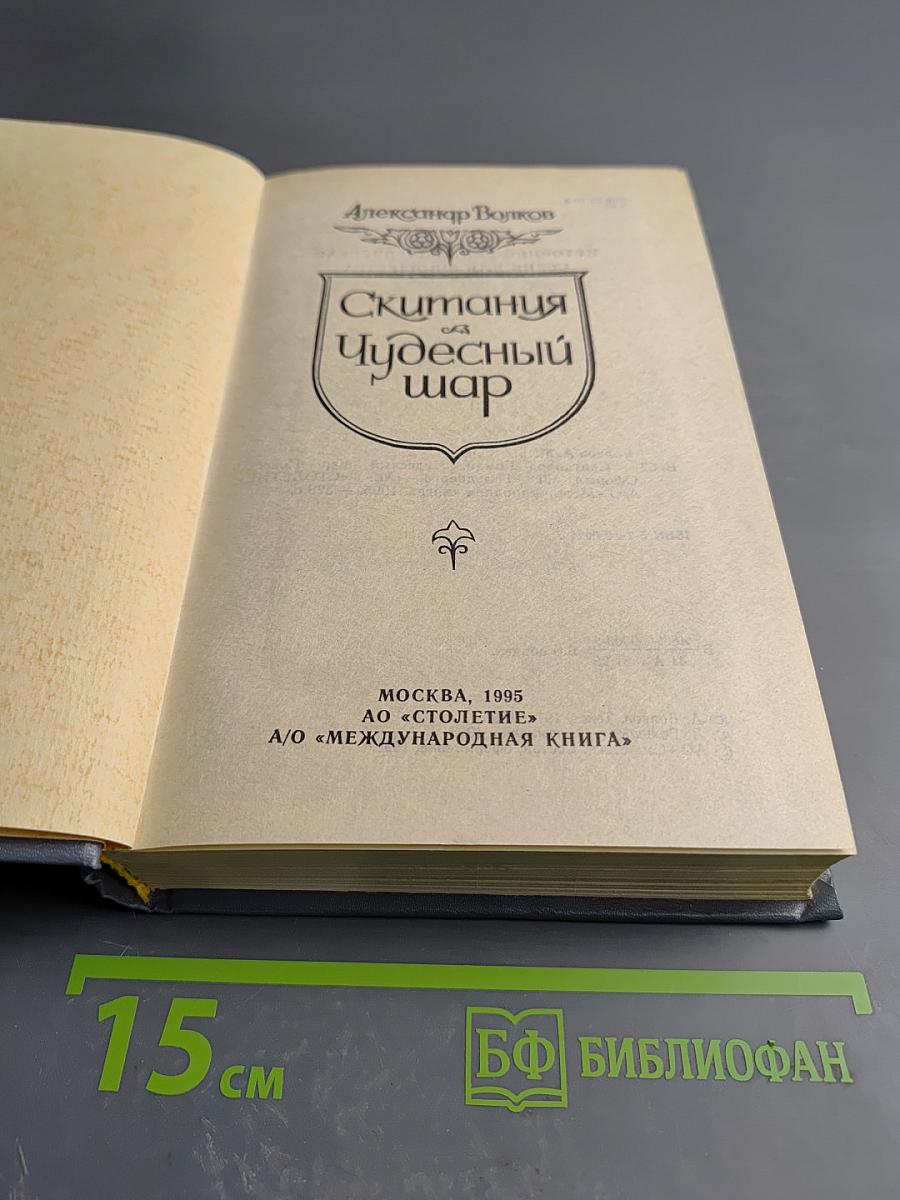 Александр Волков
Скитания
Чудесный
шар
МОСКВА, 1995
АО «СТОЛЕТИЕ»
А/О «МЕЖДУНАРОДНАЯ КНИГА»
15 см
БФ БИБЛИОФАН